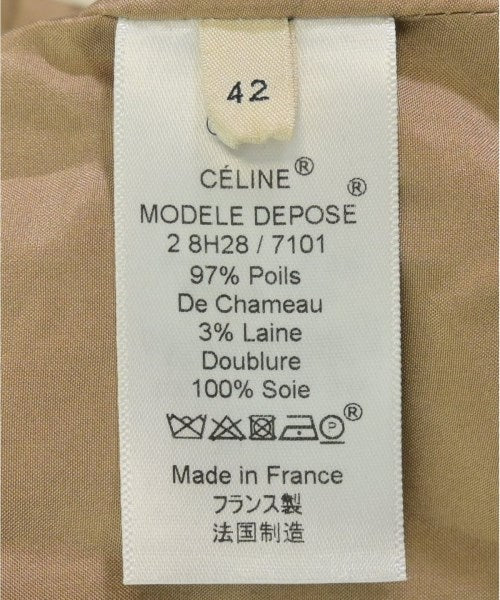 42
CÉLINE®
MODELE DEPOSE®
2 8H28 / 7101
97% Poils
De Chameau
3% Laine
Doublure
100% Soie
P ®
Made in France
フランス製
法国制造